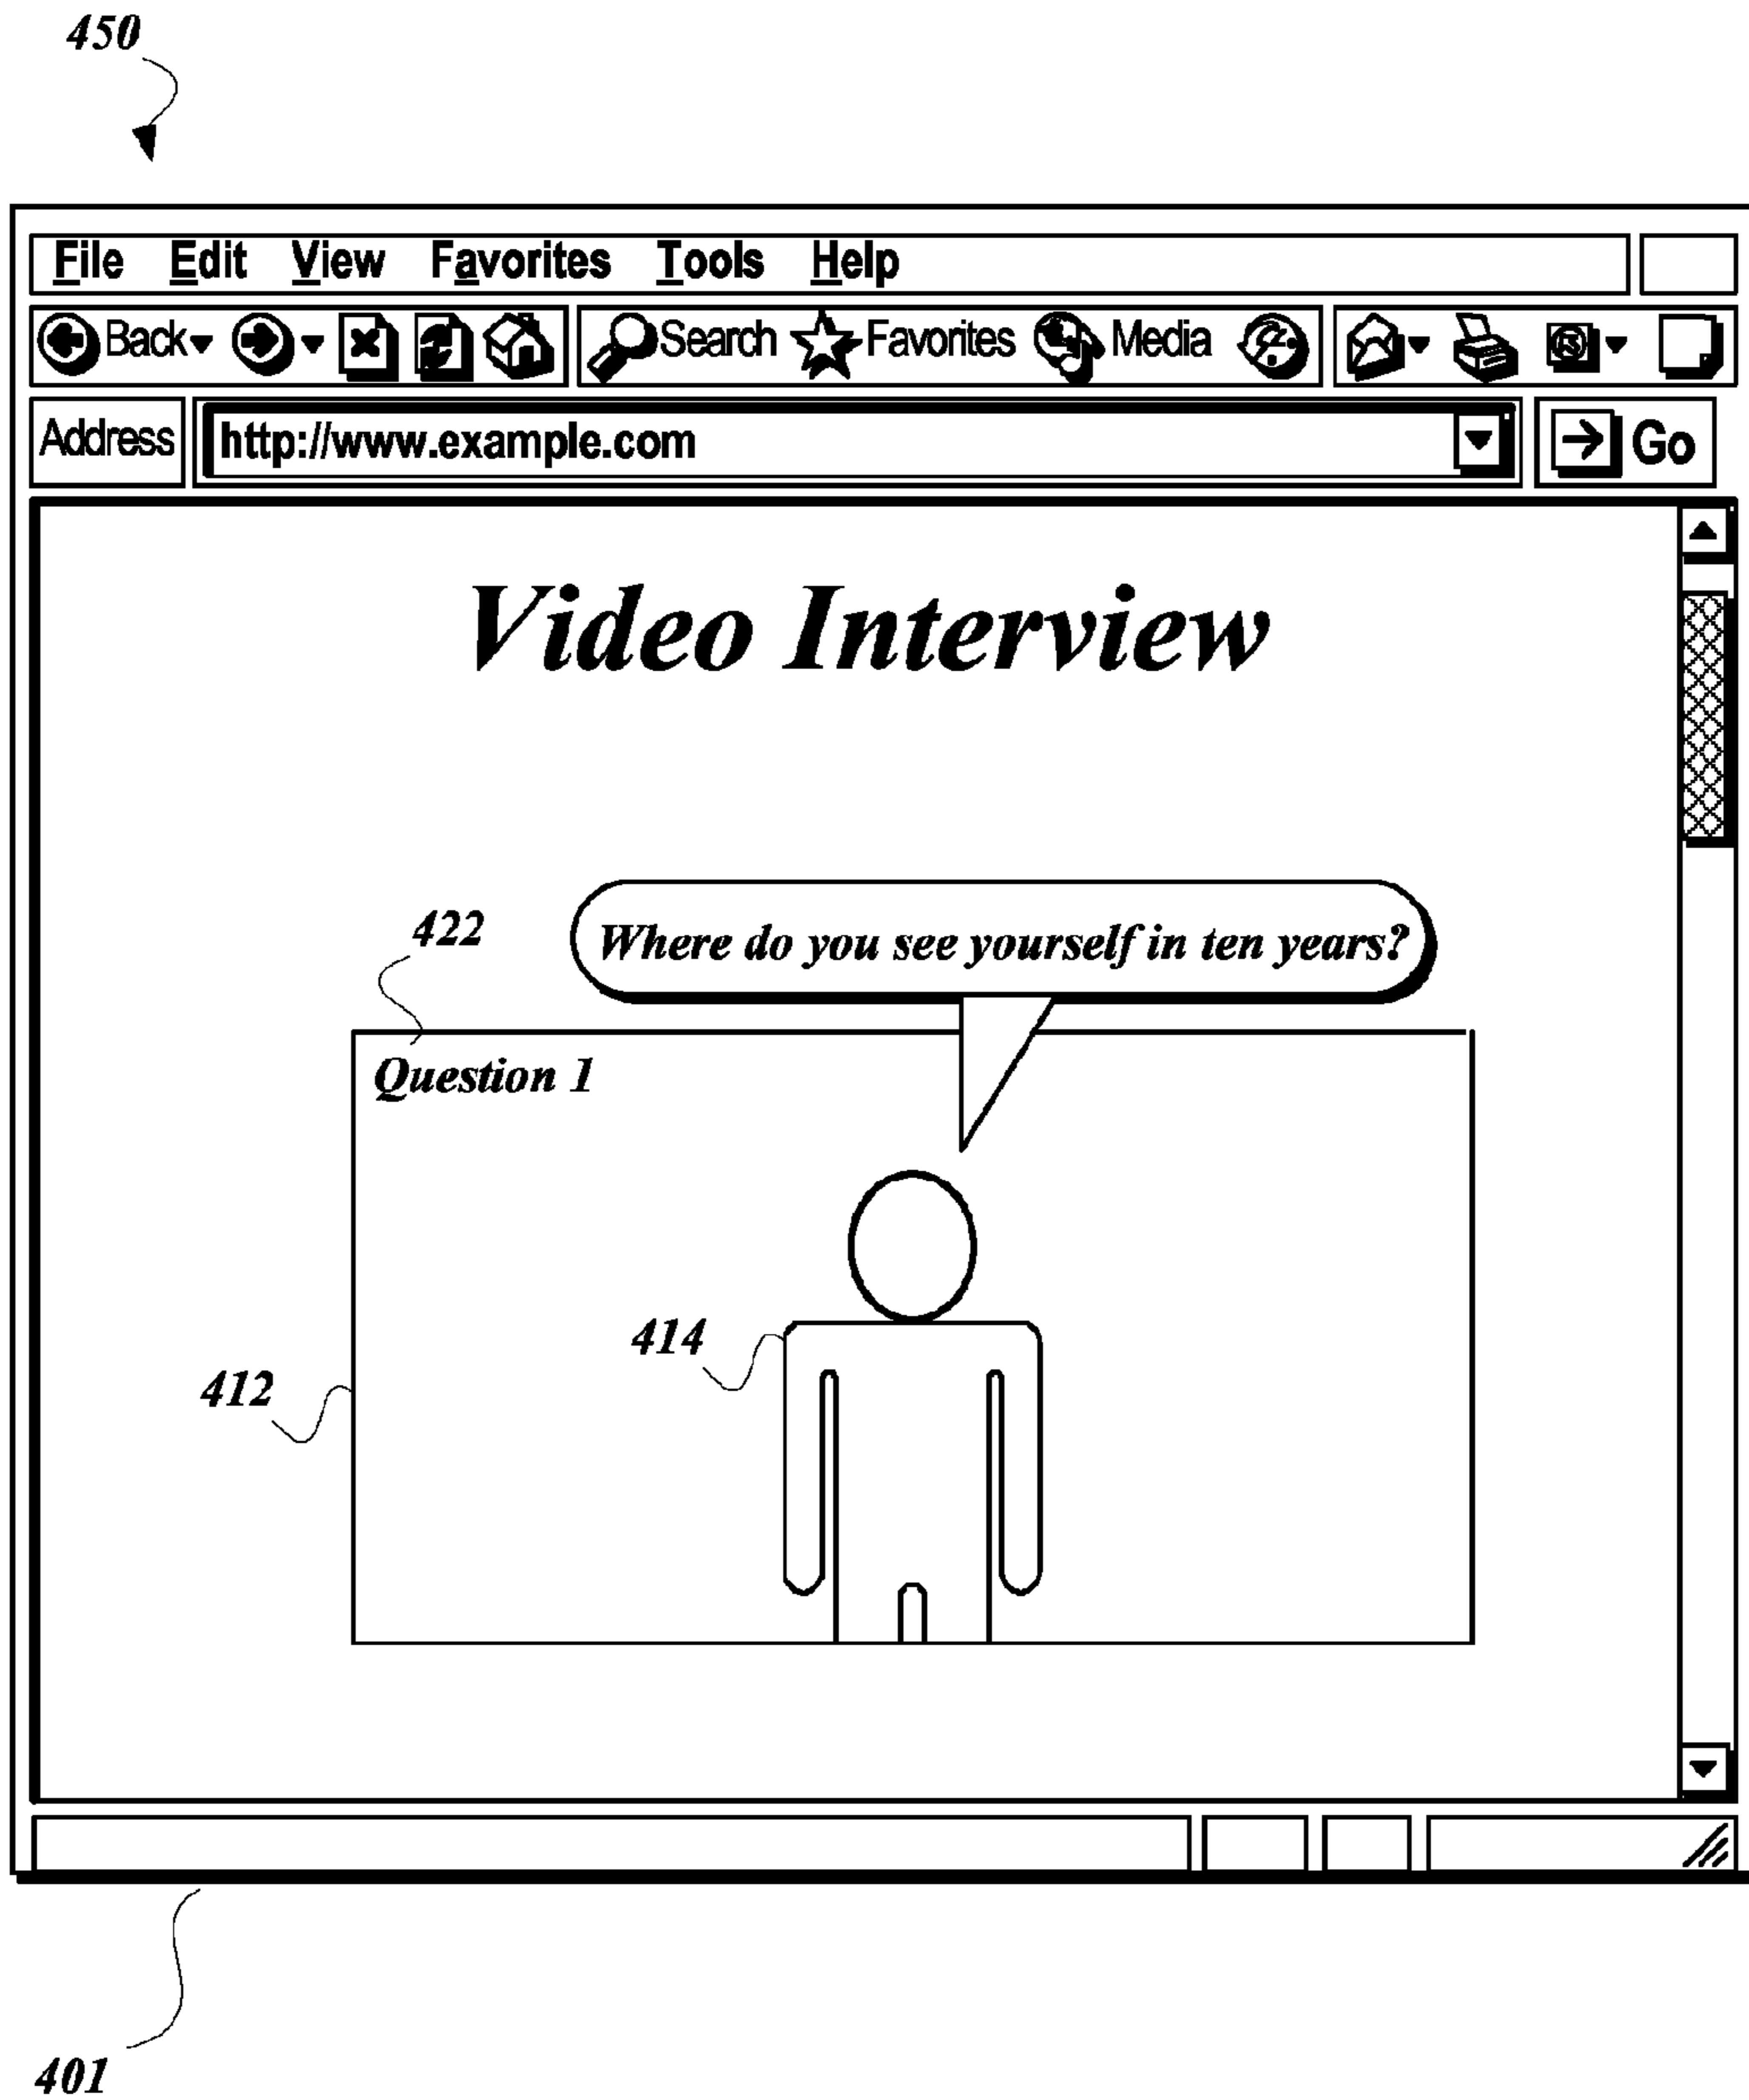 450
File Edit View Favorites Tools Help
Back Search Favorites Media
Address http://www.example.com Go
Video Interview
422
Where do you see yourself in ten years?
Question 1
414
412
401